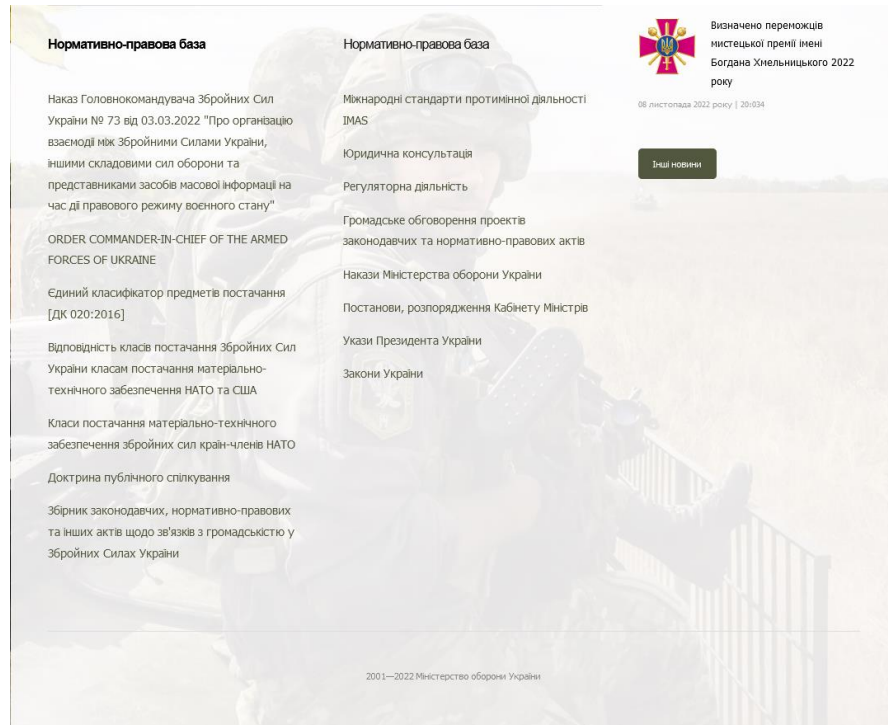 Нормативно-правова база
Наказ Головнокомандувача Збройних Сил
України № 73 від 03.03.2022 "Про організацію
взаємодії між Збройними Силами України,
іншими складовими сил оборони та
представниками засобів масової інформації на
час дії правового режиму воєнного стану"
ORDER COMMANDER-IN-CHIEF OF THE ARMED
FORCES OF UKRAINE
Єдиний класифікатор предметів постачання
[ДК 020:2016]
Відповідність класів постачання Збройних Сил
України класам постачання матеріально-
технічного забезпечення НАТО та США
Класи постачання матеріально-технічного
забезпечення збройних сил країн-членів НАТО
Доктрина публічного спілкування
Збірник законодавчих, нормативно-правових
та інших актів щодо зв'язків з громадськістю у
Збройних Силах України
Нормативно-правова база
Міжнародні стандарти протимінної діяльності
IMAS
Юридична консультація
Регуляторна діяльність
Громадське обговорення проектів
законодавчих та нормативно-правових актів
Накази Міністерства оборони України
Постанови, розпорядження Кабінету Міністрів
Укази Президента України
Закони України
Визначено переможців
мистецької премії імені
Богдана Хмельницького 2022
року
08 листопада 2022 року | 20:034
Інші новини
2001—2022 Міністерство оборони України